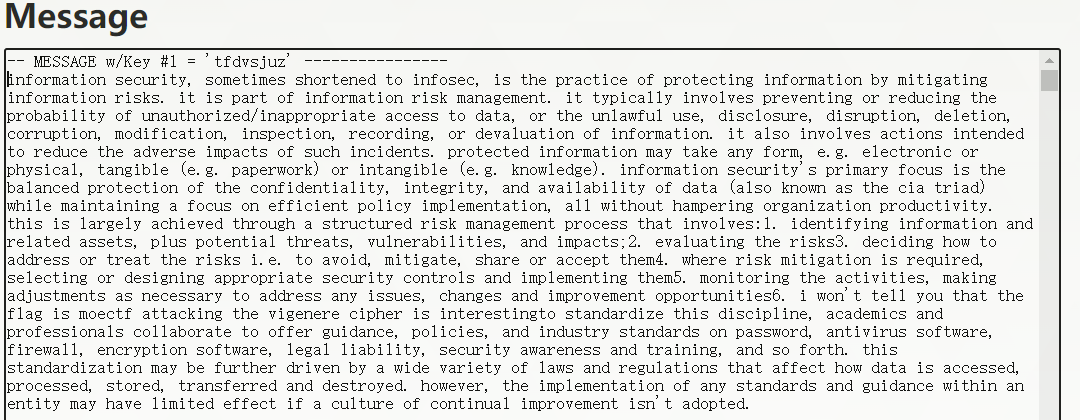 Message
-- MESSAGE w/Key #1 = 'tfdvsjuz' ----------------
information security, sometimes shortened to infosec, is the practice of protecting information by mitigating
information risks. it is part of information risk management. it typically involves preventing or reducing the
probability of unauthorized/inappropriate access to data, or the unlawful use, disclosure, disruption, deletion,
corruption, modification, inspection, recording, or devaluation of information. it also involves actions intended
to reduce the adverse impacts of such incidents. protected information may take any form, e.g. electronic or
physical, tangible (e.g. paperwork) or intangible (e.g. knowledge). information security's primary focus is the
balanced protection of the confidentiality, integrity, and availability of data (also known as the cia triad)
while maintaining a focus on efficient policy implementation, all without hampering organization productivity.
this is largely achieved through a structured risk management process that involves:1. identifying information and
related assets, plus potential threats, vulnerabilities, and impacts;2. evaluating the risks3. deciding how to
address or treat the risks i.e. to avoid, mitigate, share or accept them4. where risk mitigation is required,
selecting or designing appropriate security controls and implementing them5. monitoring the activities, making
adjustments as necessary to address any issues, changes and improvement opportunities6. i won't tell you that the
flag is moectf attacking the vigenere cipher is interestingto standardize this discipline, academics and
professionals collaborate to offer guidance, policies, and industry standards on password, antivirus software,
firewall, encryption software, legal liability, security awareness and training, and so forth. this
standardization may be further driven by a wide variety of laws and regulations that affect how data is accessed,
processed, stored, transferred and destroyed. however, the implementation of any standards and guidance within an
entity may have limited effect if a culture of continual improvement isn't adopted.